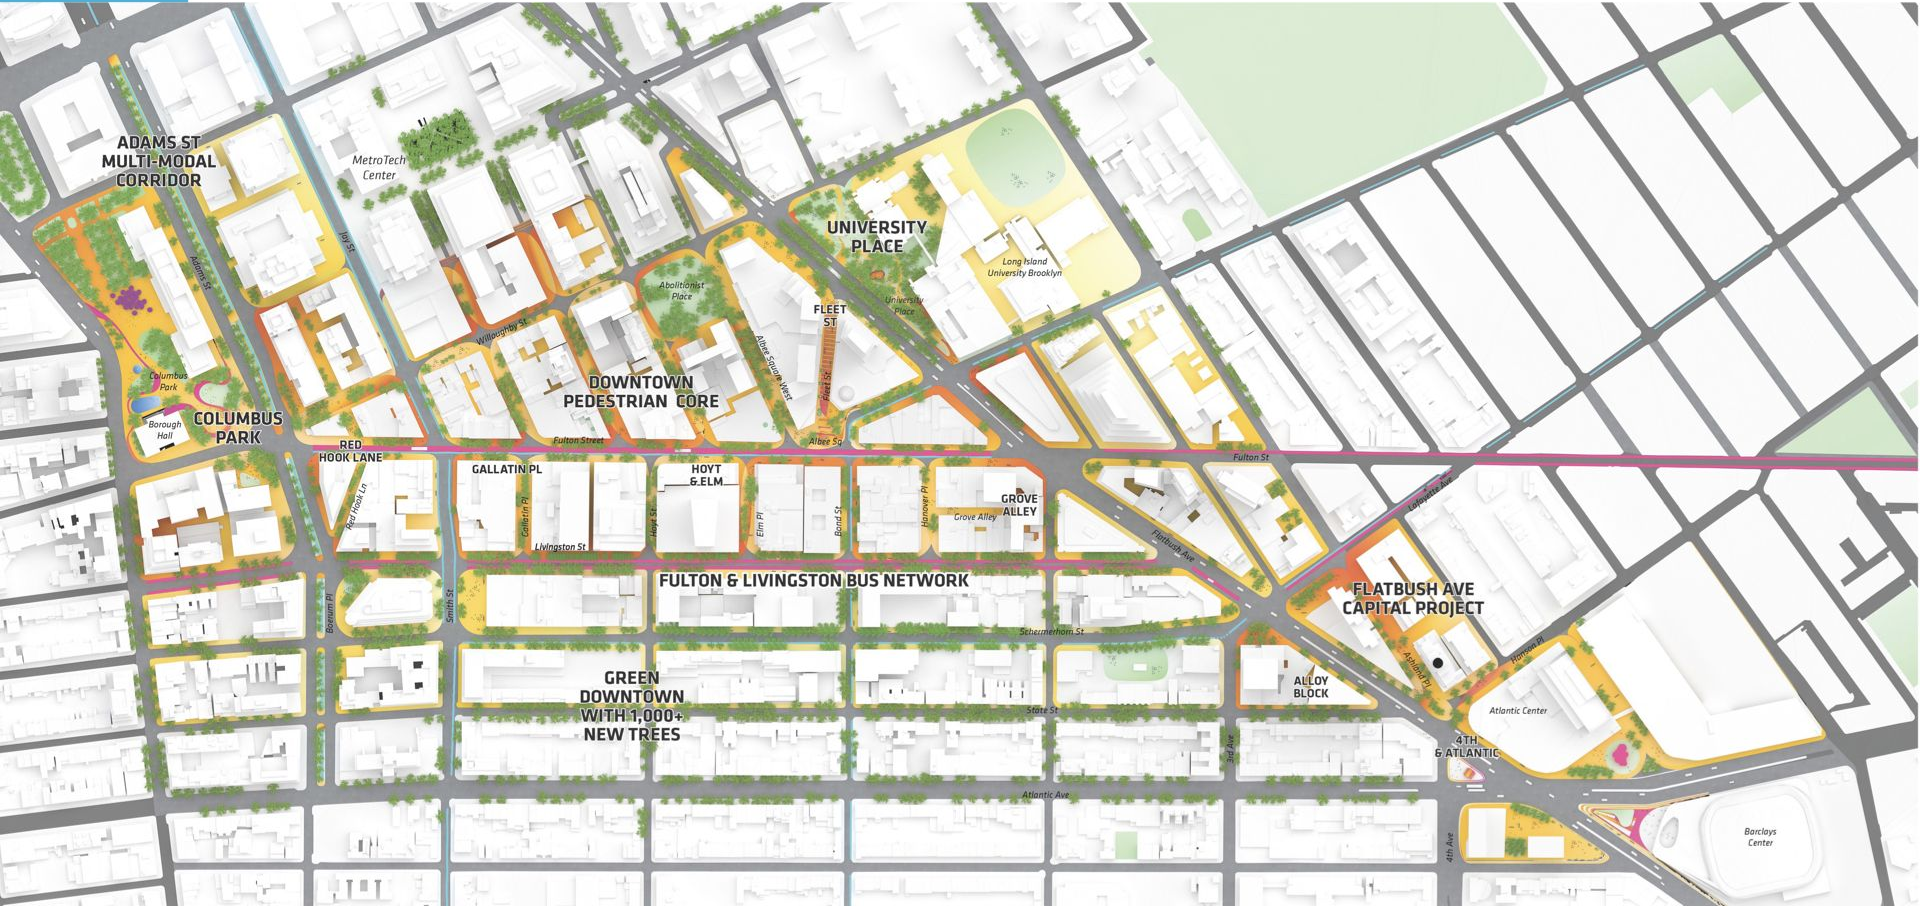 ADAMS ST
MULTI-MODAL
CORRIDOR
MetroTech
Center
Jay St
Adams St
UNIVERSITY
PLACE
Long Island
University Brooklyn
University
Place
Abolitionist
Place
FLEET
ST
Fleet St
Albee Square West
Willoughby St
DOWNTOWN
PEDESTRIAN CORE
Columbus
Park
Borough
Hall
COLUMBUS
PARK
Fulton Street
Albee Sq
RED
HOOK LANE
Red Hook Ln
GALLATIN PL
Gallatin Pl
HOYT
& ELM
Hoyt St
Elm Pl
Bond St
Hanover Pl
Grove Alley
GROVE
ALLEY
Fulton St
Lafayette Ave
Flatbush Ave
Livingston St
FULTON & LIVINGSTON BUS NETWORK
FLATBUSH AVE
CAPITAL PROJECT
Boerum Pl
Smith St
Schermerhorn St
Ashland Pl
Hanson Pl
GREEN
DOWNTOWN
WITH 1,000+
NEW TREES
ALLOY
BLOCK
State St
Atlantic Center
3rd Ave
4TH
& ATLANTIC
Atlantic Ave
4th Ave
Barclays
Center